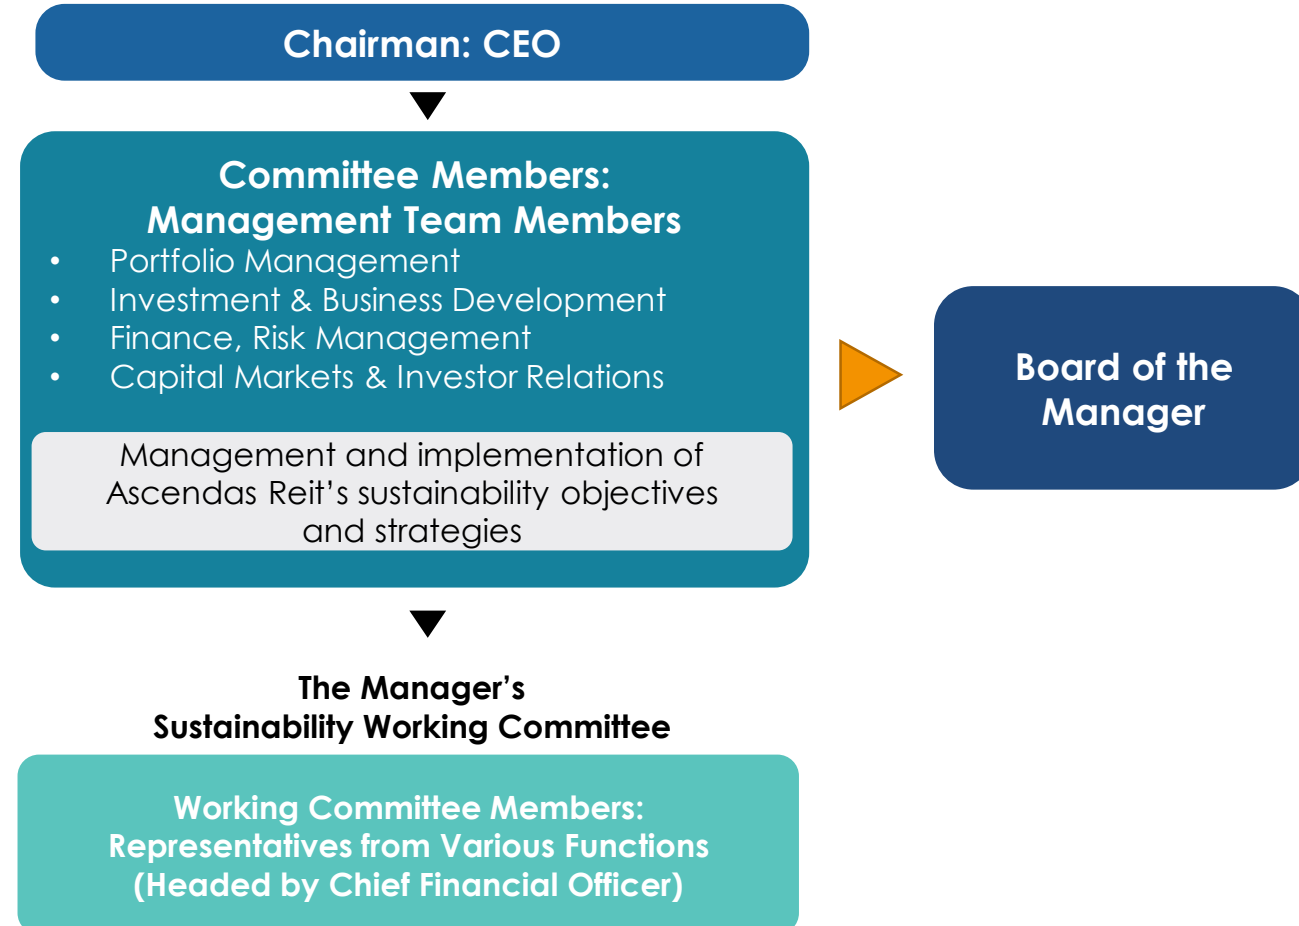 Chairman: CEO
Committee Members:
Management Team Members
• Portfolio Management
• Investment & Business Development
• Finance, Risk Management
• Capital Markets & Investor Relations
Management and implementation of
Ascendas Reit’s sustainability objectives
and strategies
Board of the
Manager
The Manager’s
Sustainability Working Committee
Working Committee Members:
Representatives from Various Functions
(Headed by Chief Financial Officer)